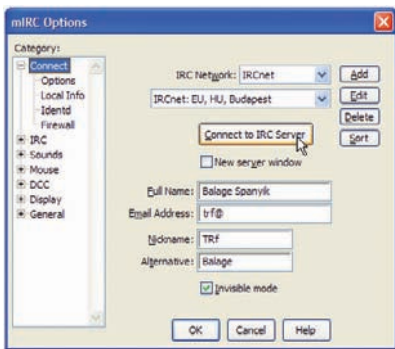 mIRC Options
Category:
Connect
Options
Local Info
Identd
Firewall
IRC
Sounds
Mouse
DCC
Display
General
IRC Network: IRCnet
Add
IRCnet: EU, HU, Budapest
Edit
Delete
Connect to IRC Server
Sort
New server window
Full Name: Balage Spanyik
Email Address: trf@
Nickname: TRf
Alternative: Balage
Invisible mode
OK Cancel Help